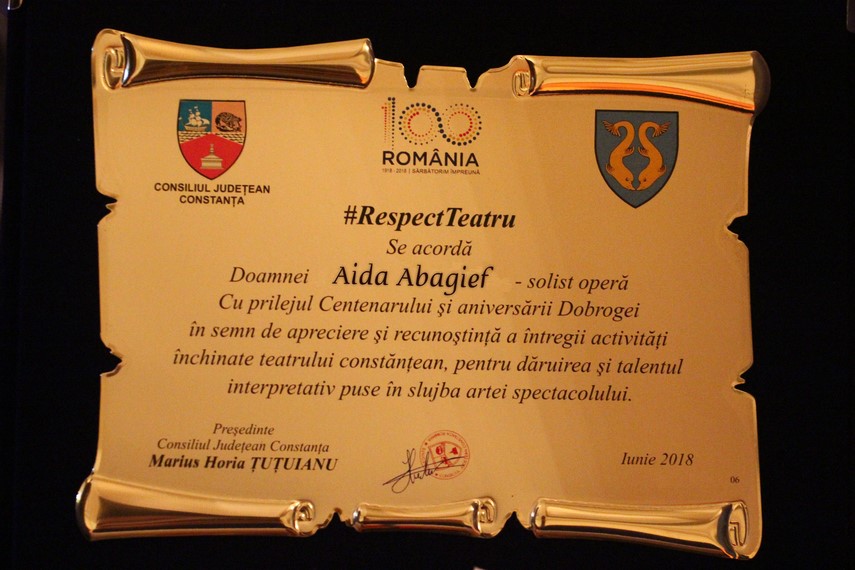 100
ROMÂNIA
1918 - 2018 | SĂRBĂTORIM ÎMPREUNĂ
CONSILIUL JUDEȚEAN
CONSTANȚA
#RespectTeatru
Se acordă
Doamnei Aida Abagief - solist operă
Cu prilejul Centenarului și aniversării Dobrogei
în semn de apreciere și recunoștință a întregii activități
închinate teatrului constănțean, pentru dăruirea și talentul
interpretativ puse în slujba artei spectacolului.
Președinte
Consiliul Județean Constanța
Marius Horia ȚUȚUIANU
Iunie 2018
06